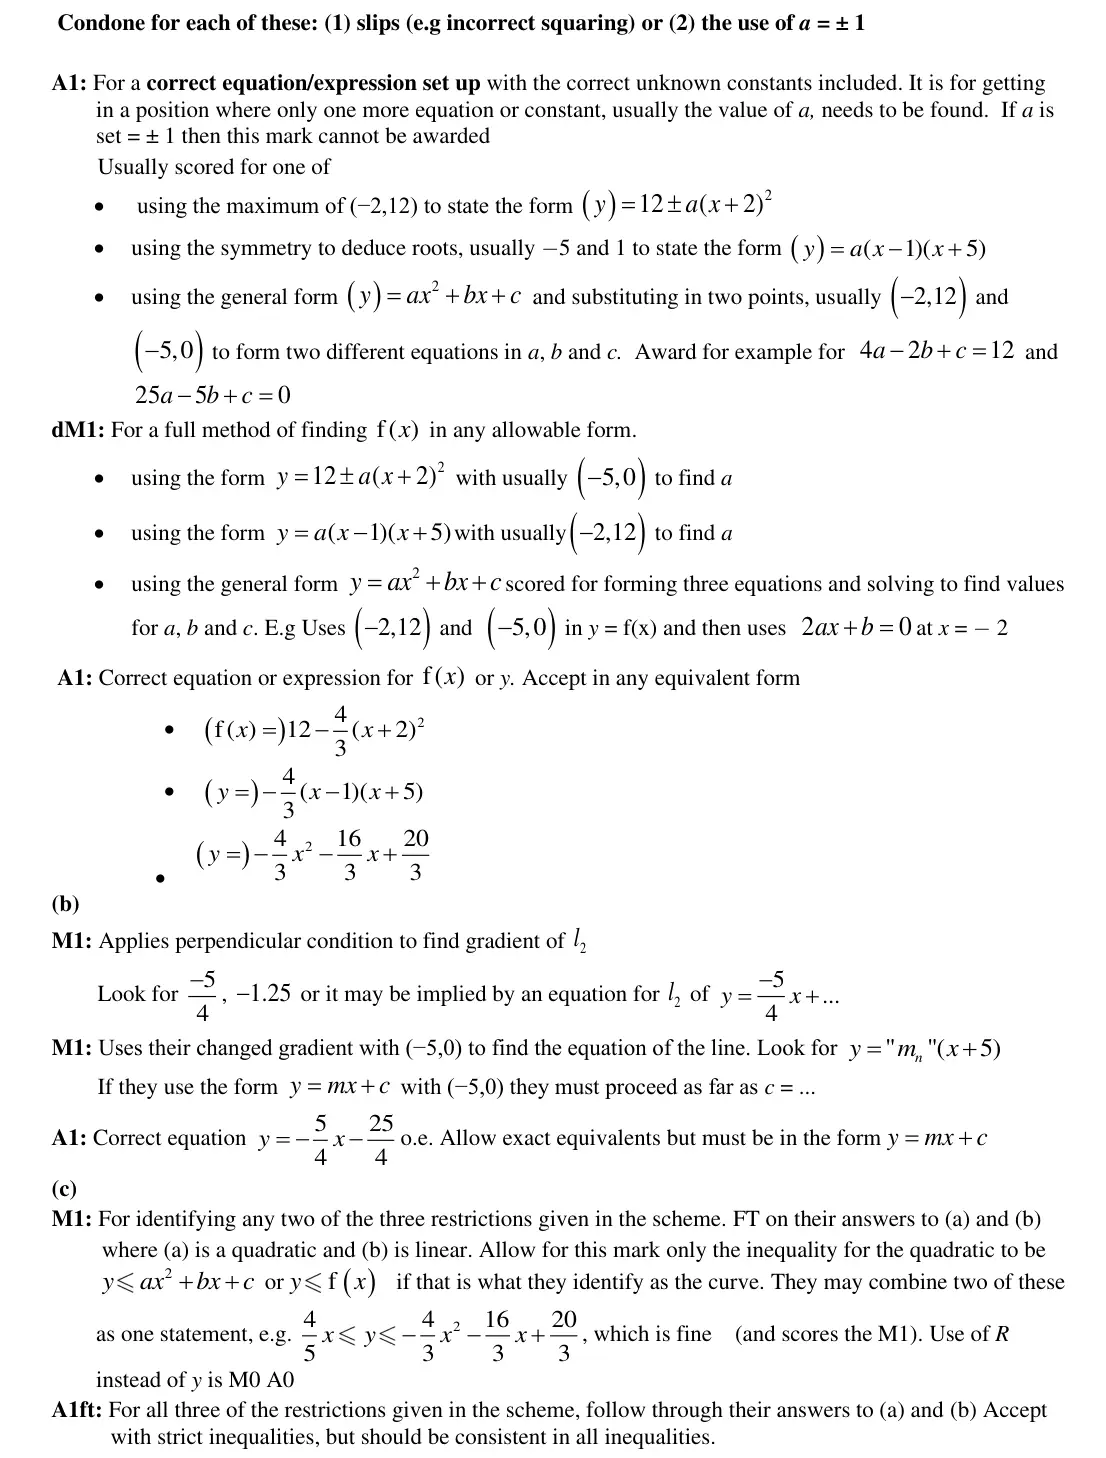 Condone for each of these: (1) slips (e.g incorrect squaring) or (2) the use of a = ± 1
A1: For a correct equation/expression set up with the correct unknown constants included. It is for getting
in a position where only one more equation or constant, usually the value of a, needs to be found. If a is
set = ± 1 then this mark cannot be awarded
Usually scored for one of
• using the maximum of (−2,12) to state the form (y) = 12 ± a(x + 2)²
• using the symmetry to deduce roots, usually −5 and 1 to state the form (y) = a(x − 1)(x + 5)
• using the general form (y) = ax² + bx + c and substituting in two points, usually (−2,12) and
(−5,0) to form two different equations in a, b and c. Award for example for 4a − 2b + c = 12 and
25a − 5b + c = 0
dM1: For a full method of finding f(x) in any allowable form.
• using the form y = 12 ± a(x + 2)² with usually (−5,0) to find a
• using the form y = a(x − 1)(x + 5) with usually (−2,12) to find a
• using the general form y = ax² + bx + c scored for forming three equations and solving to find values
for a, b and c. E.g Uses (−2,12) and (−5,0) in y = f(x) and then uses 2ax + b = 0 at x = − 2
A1: Correct equation or expression for f(x) or y. Accept in any equivalent form
• (f(x) =)12 − 4/3 (x + 2)²
• (y =) − 4/3 (x − 1)(x + 5)
• (y =) − 4/3 x² − 16/3 x + 20/3
(b)
M1: Applies perpendicular condition to find gradient of l₂
Look for −5/4 , −1.25 or it may be implied by an equation for l₂ of y = −5/4 x + ...
M1: Uses their changed gradient with (−5,0) to find the equation of the line. Look for y = "mₙ"(x + 5)
If they use the form y = mx + c with (−5,0) they must proceed as far as c = ...
A1: Correct equation y = − 5/4 x − 25/4 o.e. Allow exact equivalents but must be in the form y = mx + c
(c)
M1: For identifying any two of the three restrictions given in the scheme. FT on their answers to (a) and (b)
where (a) is a quadratic and (b) is linear. Allow for this mark only the inequality for the quadratic to be
y ⩽ ax² + bx + c or y ⩽ f(x) if that is what they identify as the curve. They may combine two of these
as one statement, e.g. 4/5 x ⩽ y ⩽ − 4/3 x² − 16/3 x + 20/3 , which is fine (and scores the M1). Use of R
instead of y is M0 A0
A1ft: For all three of the restrictions given in the scheme, follow through their answers to (a) and (b) Accept
with strict inequalities, but should be consistent in all inequalities.